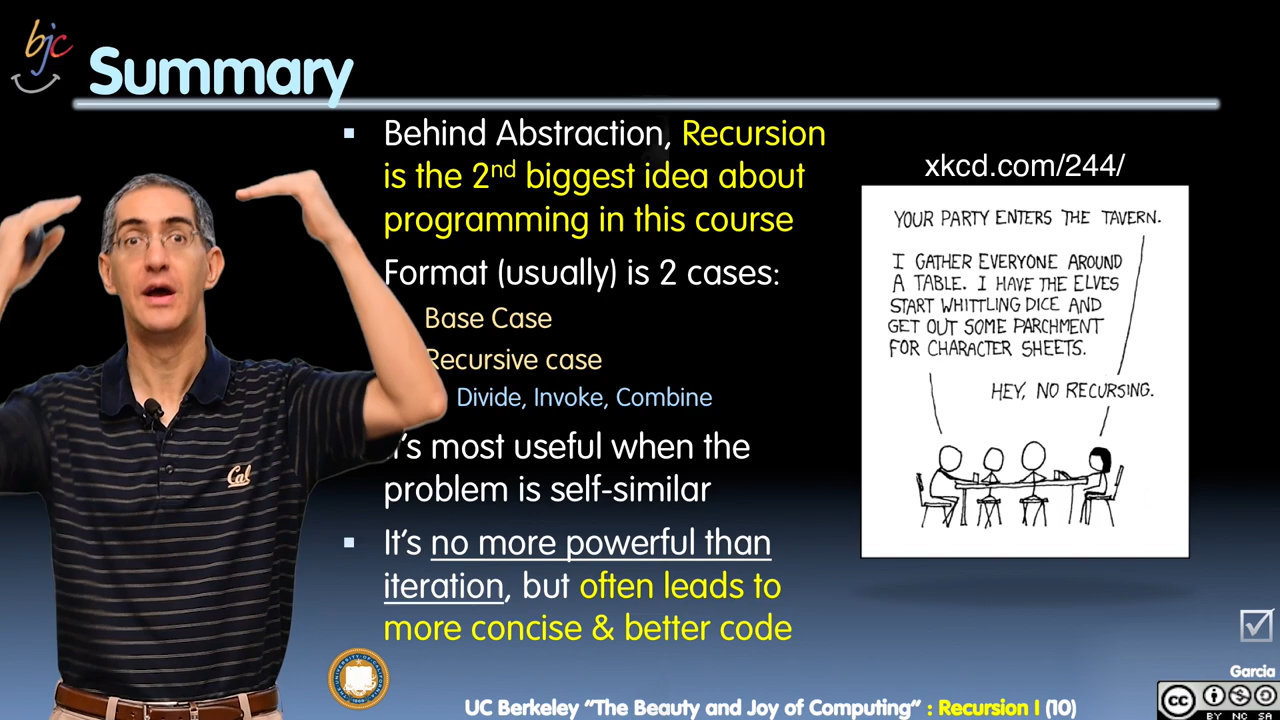 bjc
Summary
Behind Abstraction, Recursion
is the 2nd biggest idea about
programming in this course
Format (usually) is 2 cases:
Base Case
Recursive case
Divide, Invoke, Combine
's most useful when the
problem is self-similar
It's no more powerful than
iteration, but often leads to
more concise & better code
xkcd.com/244/
YOUR PARTY ENTERS THE TAVERN.
I GATHER EVERYONE AROUND
A TABLE. I HAVE THE ELVES
START WHITTLING DICE AND
GET OUT SOME PARCHMENT
FOR CHARACTER SHEETS.
HEY, NO RECURSING.
Cal
Garcia
UC Berkeley "The Beauty and Joy of Computing" : Recursion I (10)
cc
BY NC SA